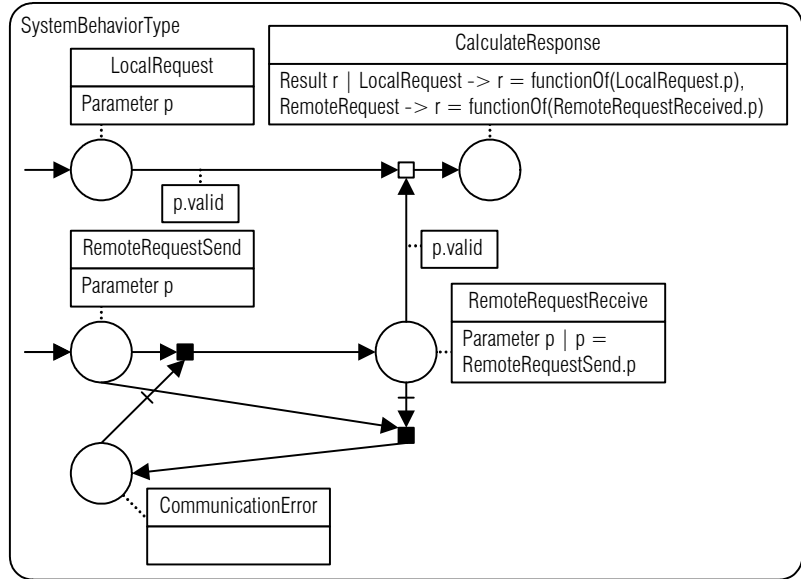 SystemBehaviorType
LocalRequest
Parameter p
CalculateResponse
Result r | LocalRequest -> r = functionOf(LocalRequest.p),
RemoteRequest -> r = functionOf(RemoteRequestReceived.p)
p.valid
RemoteRequestSend
Parameter p
p.valid
RemoteRequestReceive
Parameter p | p =
RemoteRequestSend.p
CommunicationError